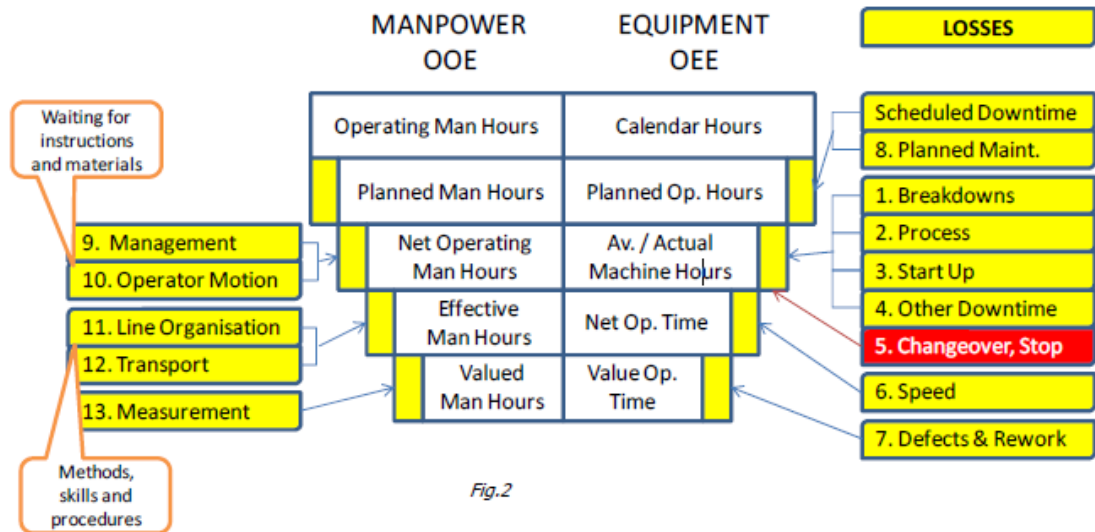 MANPOWER
OOE
EQUIPMENT
OEE
LOSSES
Waiting for
instructions
and materials
Operating Man Hours
Calendar Hours
Scheduled Downtime
8. Planned Maint.
Planned Man Hours
Planned Op. Hours
1. Breakdowns
2. Process
3. Start Up
4. Other Downtime
9. Management
10. Operator Motion
Net Operating
Man Hours
Av. / Actual
Machine Hours
11. Line Organisation
12. Transport
Effective
Man Hours
Net Op. Time
5. Changeover, Stop
6. Speed
13. Measurement
Valued
Man Hours
Value Op.
Time
7. Defects & Rework
Methods,
skills and
procedures
Fig.2